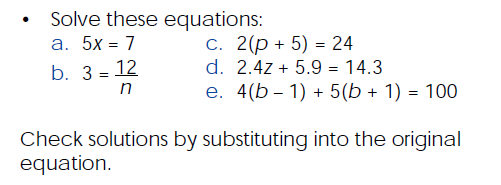 • Solve these equations:
a. 5x = 7 c. 2(p + 5) = 24
b. 3 = 12/n d. 2.4z + 5.9 = 14.3
e. 4(b – 1) + 5(b + 1) = 100
Check solutions by substituting into the original
equation.